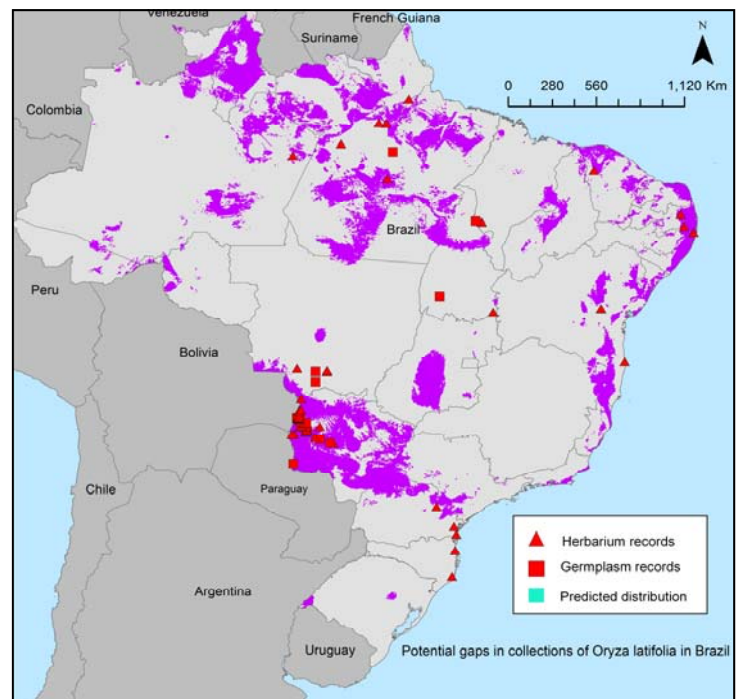 Venezuela
French Guiana
Suriname
N
0 280 560 1,120 Km
Colombia
Brazil
Peru
Bolivia
Chile
Paraguay
Herbarium records
Germplasm records
Predicted distribution
Argentina
Uruguay
Potential gaps in collections of Oryza latifolia in Brazil